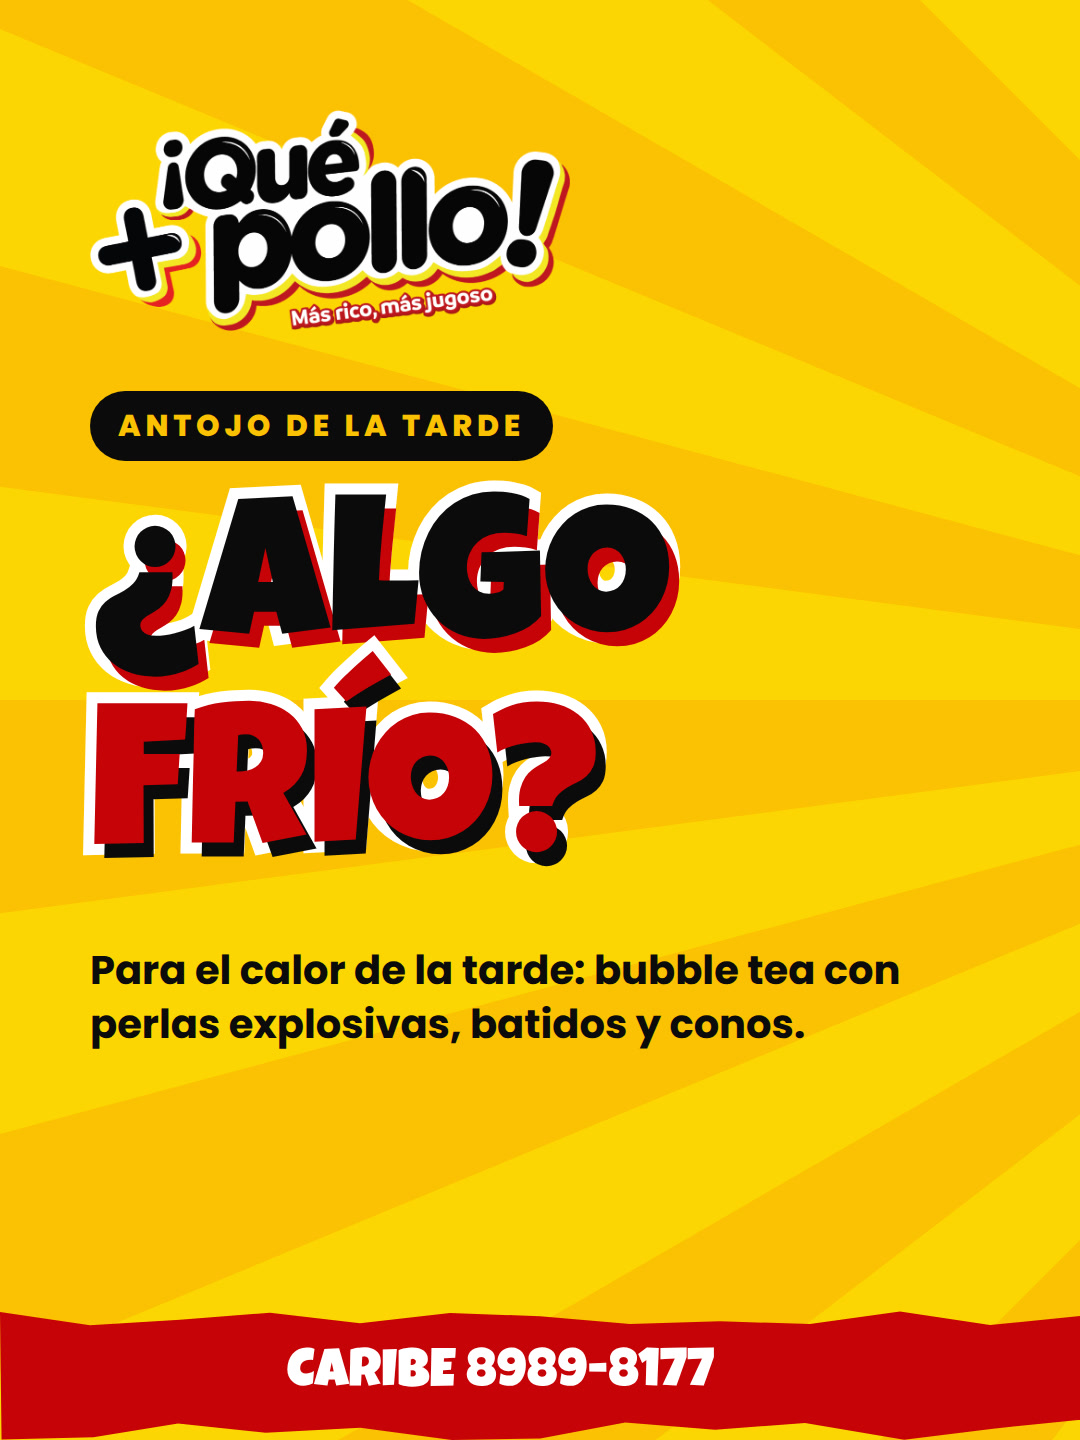 ¡Qué
+ pollo!
Más rico, más jugoso
ANTOJO DE LA TARDE
¿ALGO
FRÍO?
Para el calor de la tarde: bubble tea con
perlas explosivas, batidos y conos.
CARIBE 8989-8177